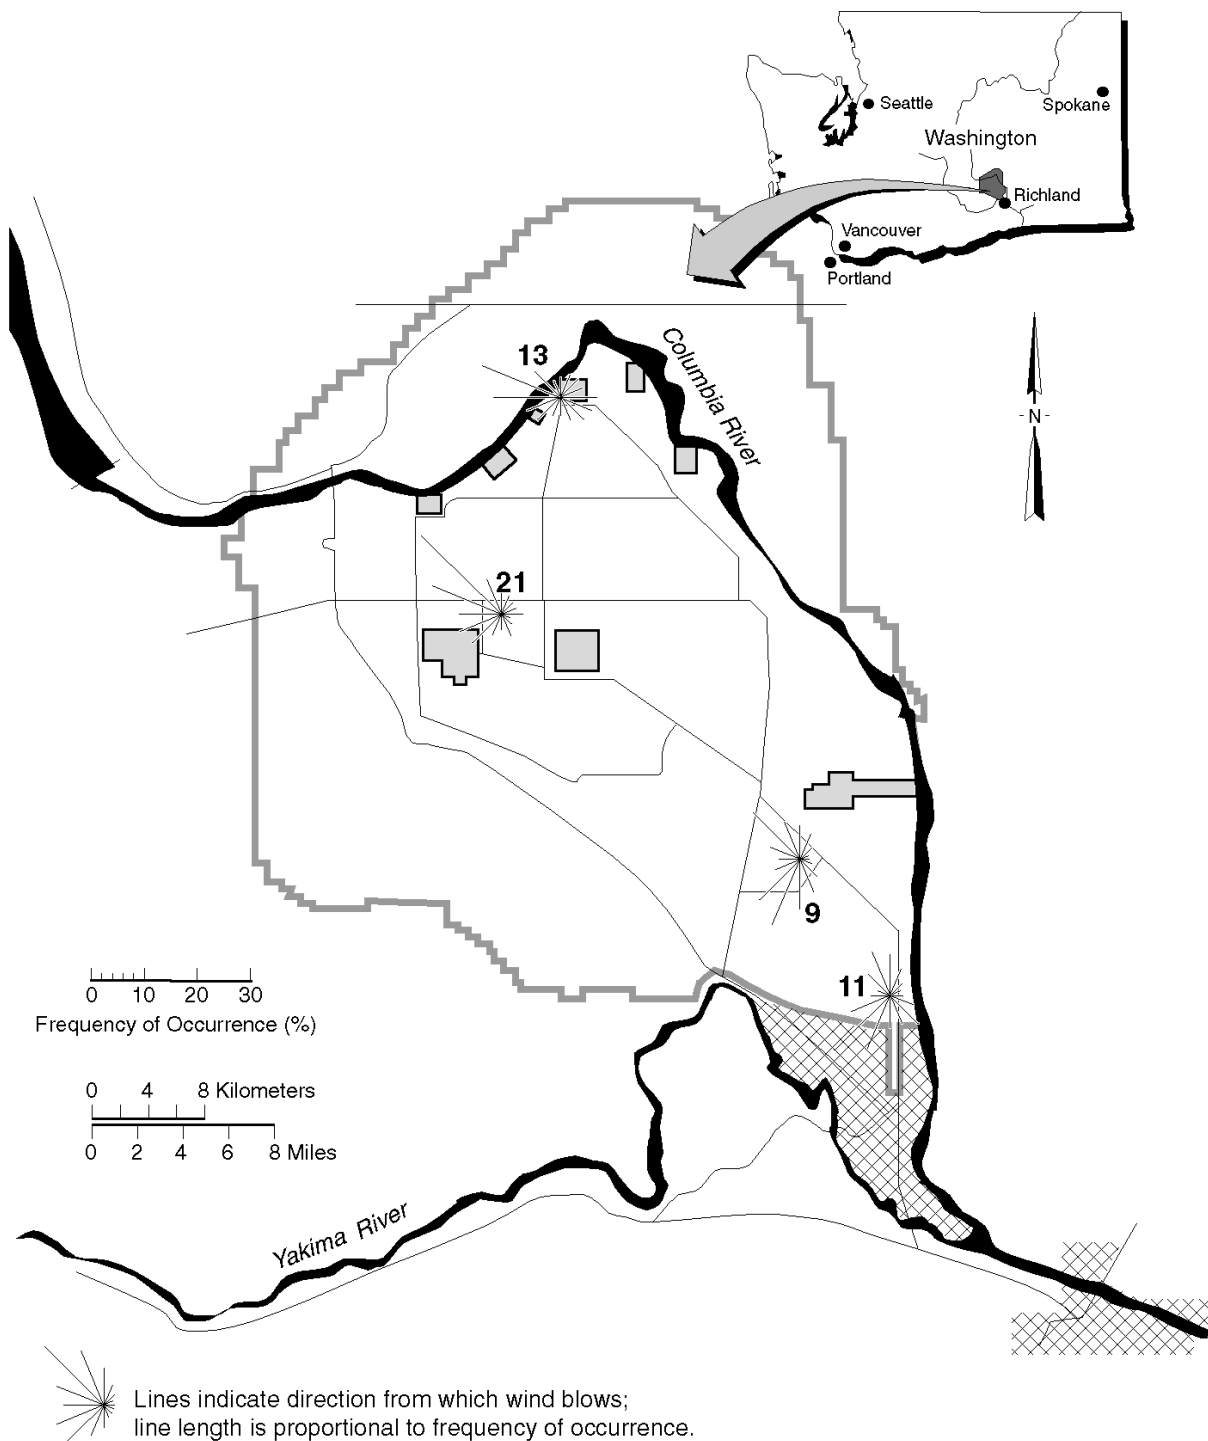 Seattle
Spokane
Washington
Richland
Vancouver
Portland
13
Columbia River
N
21
9
11
0 10 20 30
Frequency of Occurrence (%)
0 4 8 Kilometers
0 2 4 6 8 Miles
Yakima River
Lines indicate direction from which wind blows;
line length is proportional to frequency of occurrence.